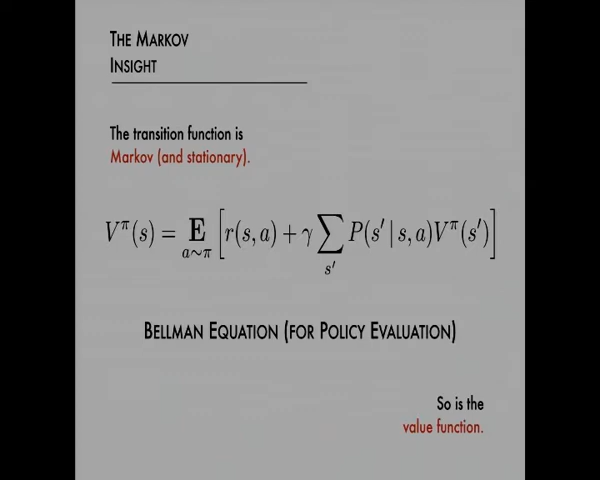 THE MARKOV
INSIGHT
The transition function is
Markov (and stationary).
V^π(s) = E_{a∼π} [ r(s, a) + γ ∑_{s′} P(s′ | s, a) V^π(s′) ]
BELLMAN EQUATION (FOR POLICY EVALUATION)
So is the
value function.